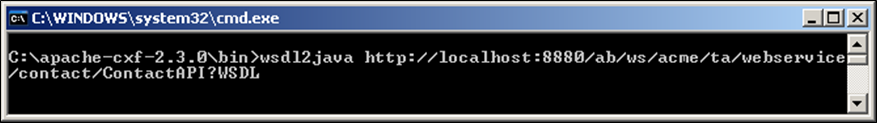 C:\WINDOWS\system32\cmd.exe
C:\apache-cxf-2.3.0\bin>wsdl2java http://localhost:8880/ab/ws/acme/ta/webservice
/contact/ContactAPI?WSDL